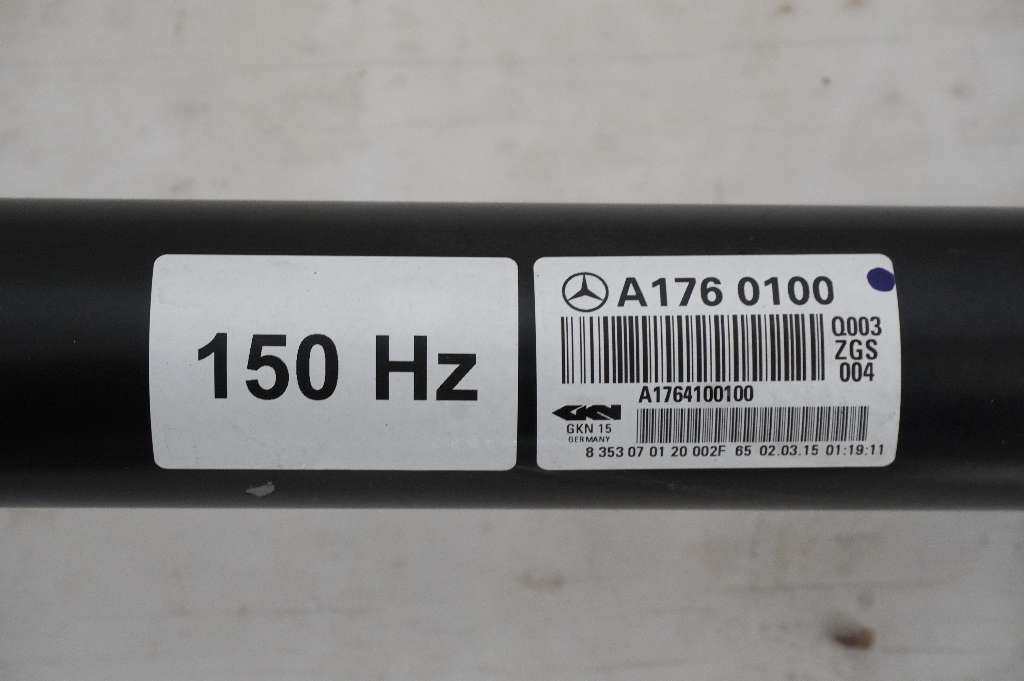 150 Hz
A176 0100
Q003
ZGS
004
A1764100100
GKN
GKN 15
GERMANY
8 353 07 01 20 002F 65 02.03.15 01:19:11